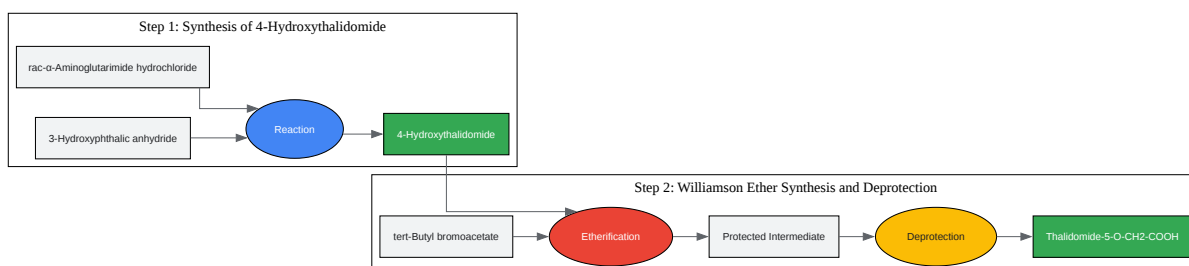 Step 1: Synthesis of 4-Hydroxythalidomide
rac-α-Aminoglutarimide hydrochloride
3-Hydroxyphthalic anhydride
Reaction
4-Hydroxythalidomide
Step 2: Williamson Ether Synthesis and Deprotection
tert-Butyl bromoacetate
Etherification
Protected Intermediate
Deprotection
Thalidomide-5-O-CH2-COOH